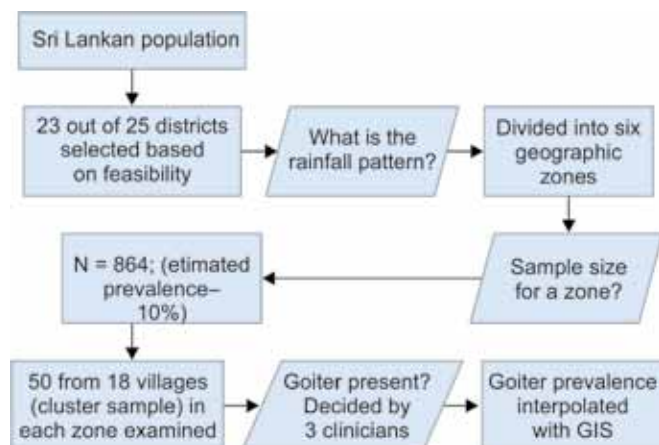 Sri Lankan population
23 out of 25 districts
selected based
on feasibility
What is the
rainfall pattern?
Divided into six
geographic
zones
N = 864; (etimated
prevalence–
10%)
Sample size
for a zone?
50 from 18 villages
(cluster sample) in
each zone examined
Goiter present?
Decided by
3 clinicians
Goiter prevalence
interpolated
with GIS